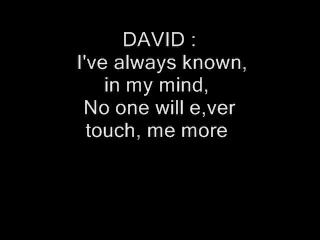 DAVID :
I've always known,
in my mind,
No one will e,ver
touch, me more